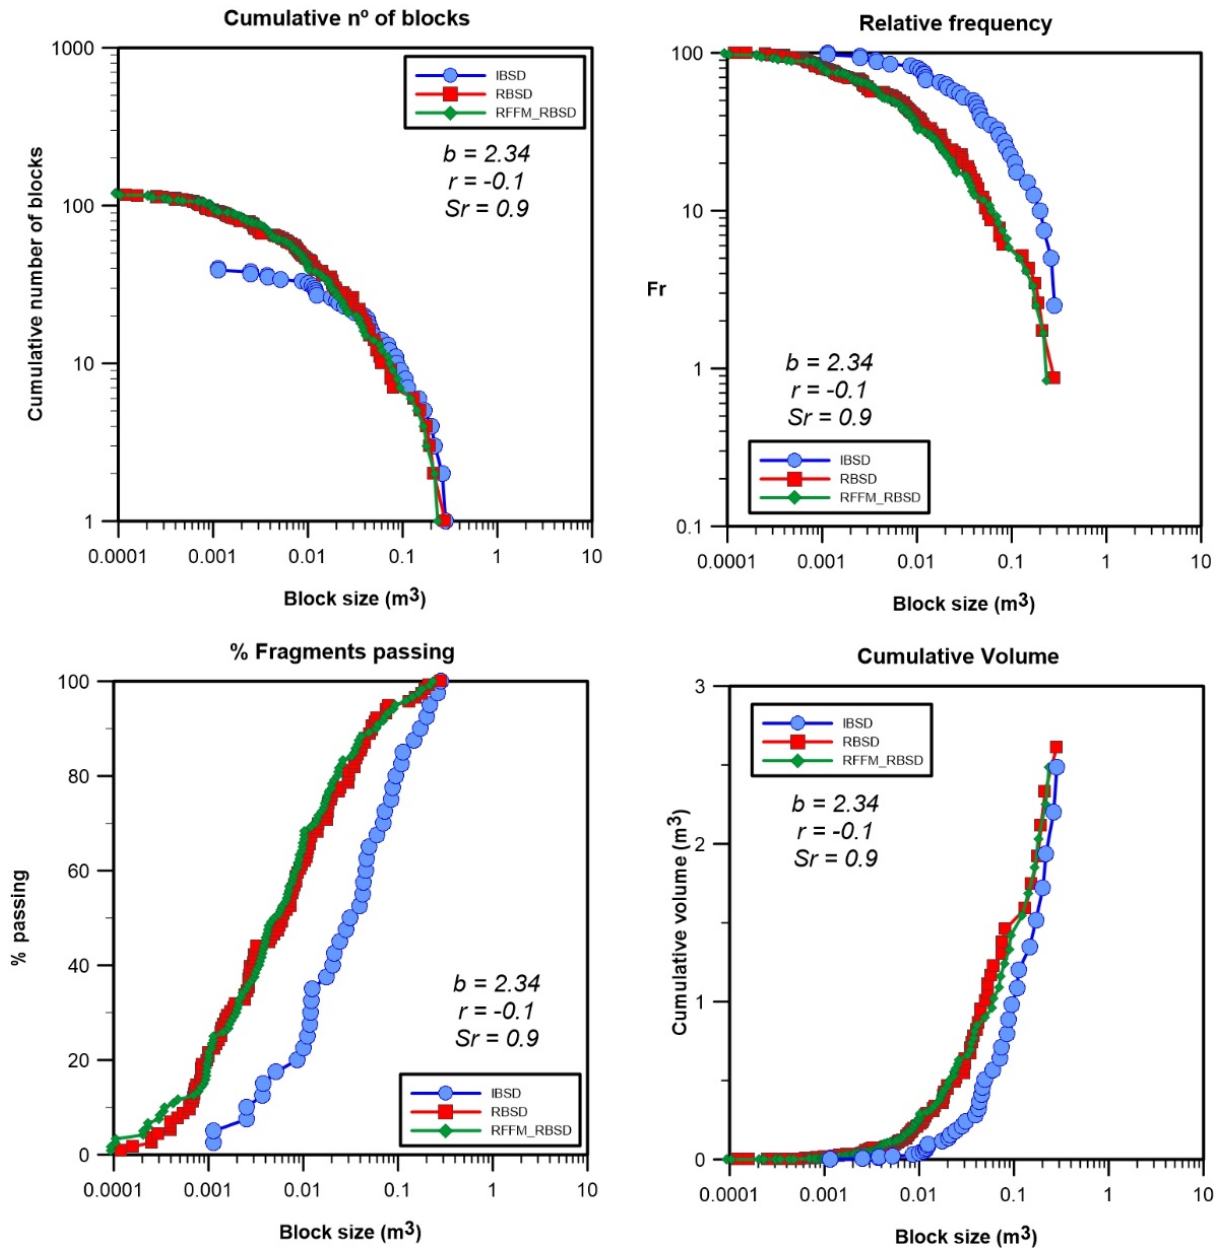 Cumulative nº of blocks
1000
100
10
1
Cumulative number of blocks
IBSD
RBSD
RFFM_RBSD
b = 2.34
r = -0.1
Sr = 0.9
0.0001 0.001 0.01 0.1 1 10
Block size (m3)
Relative frequency
100
10
1
0.1
Fr
b = 2.34
r = -0.1
Sr = 0.9
IBSD
RBSD
RFFM_RBSD
0.0001 0.001 0.01 0.1 1 10
Block size (m3)
% Fragments passing
100
80
60
40
20
0
% passing
b = 2.34
r = -0.1
Sr = 0.9
IBSD
RBSD
RFFM_RBSD
0.0001 0.001 0.01 0.1 1 10
Block size (m3)
Cumulative Volume
3
2
1
0
Cumulative volume (m3)
IBSD
RBSD
RFFM_RBSD
b = 2.34
r = -0.1
Sr = 0.9
0.0001 0.001 0.01 0.1 1 10
Block size (m3)